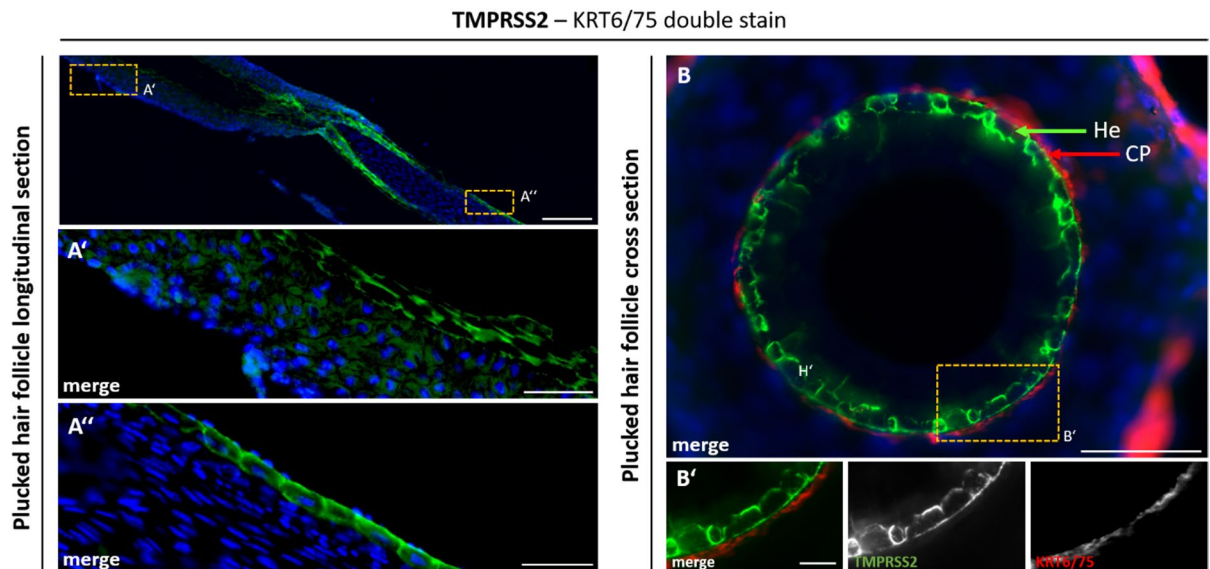 TMPRSS2 – KRT6/75 double stain
Plucked hair follicle longitudinal section
A‘
A‘‘
A‘
merge
A‘‘
merge
Plucked hair follicle cross section
B
He
CP
H‘
B‘
merge
B‘
merge
TMPRSS2
KRT6/75